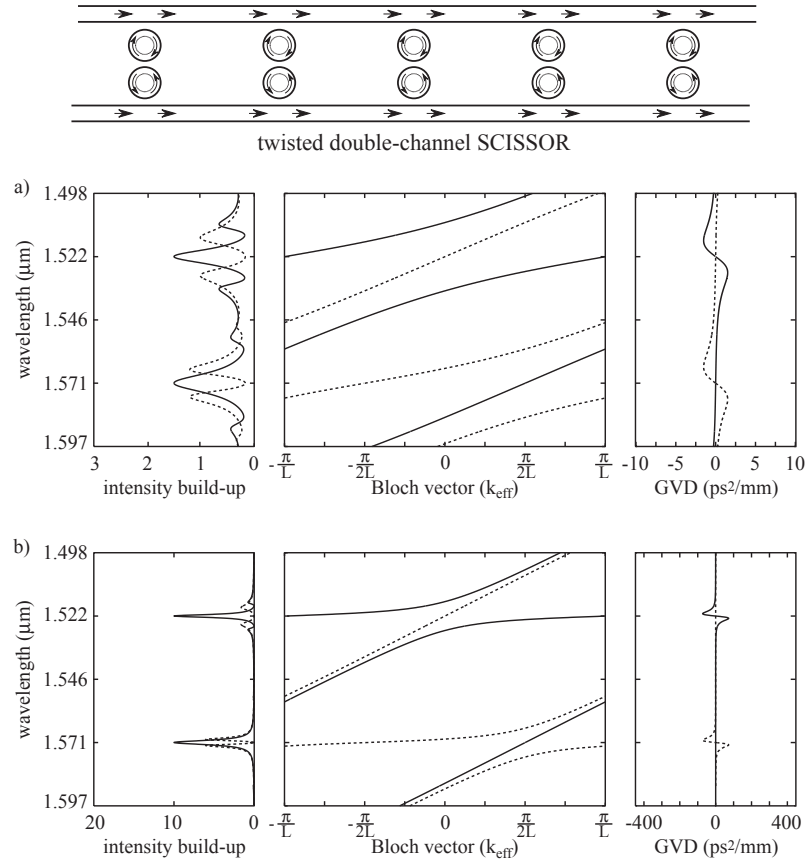 twisted double-channel SCISSOR
a)
1.498
1.522
1.546
1.571
1.597
wavelength (μm)
3 2 1 0
intensity build-up
-π/L -π/2L 0 π/2L π/L
Bloch vector (k_eff)
-10 -5 0 5 10
GVD (ps²/mm)
b)
1.498
1.522
1.546
1.571
1.597
wavelength (μm)
20 10 0
intensity build-up
-π/L -π/2L 0 π/2L π/L
Bloch vector (k_eff)
-400 0 400
GVD (ps²/mm)